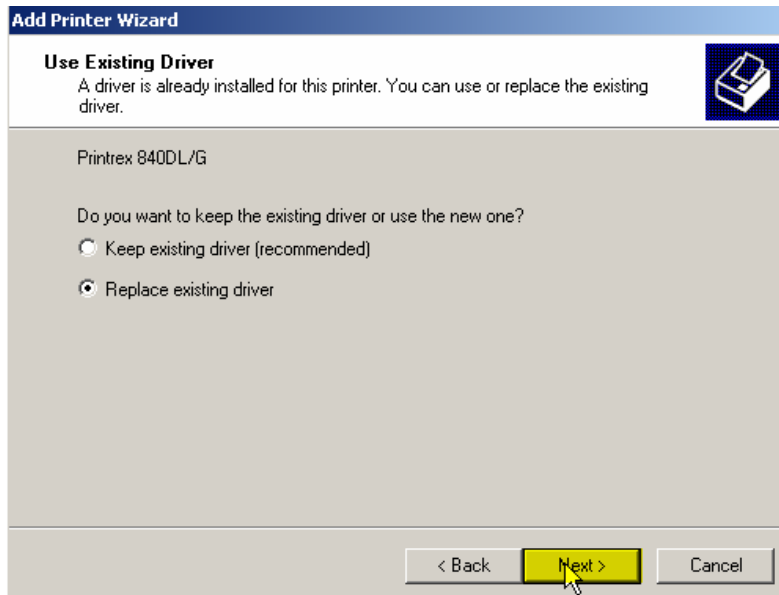 Add Printer Wizard
Use Existing Driver
A driver is already installed for this printer. You can use or replace the existing
driver.
Printrex 840DL/G
Do you want to keep the existing driver or use the new one?
Keep existing driver (recommended)
Replace existing driver
< Back Next > Cancel